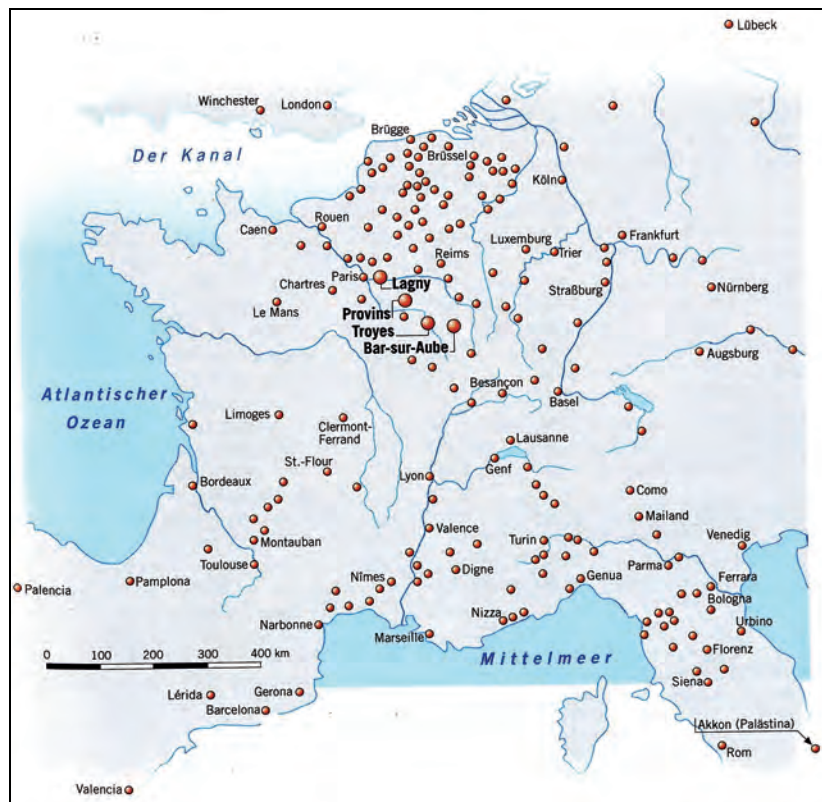 Lübeck
Winchester
London
Brügge
Der Kanal
Brüssel
Köln
Rouen
Caen
Luxemburg
Frankfurt
Reims
Trier
Paris
Lagny
Chartres
Straßburg
Nürnberg
Le Mans
Provins
Troyes
Bar-sur-Aube
Augsburg
Besançon
Atlantischer
Ozean
Basel
Limoges
Clermont-
Ferrand
Lausanne
St.-Flour
Genf
Lyon
Bordeaux
Como
Mailand
Valence
Montauban
Turin
Venedig
Toulouse
Parma
Palencia
Pamplona
Nîmes
Digne
Genua
Ferrara
Bologna
Narbonne
Nizza
Urbino
Marseille
Florenz
0 100 200 300 400 km
Mittelmeer
Siena
Lérida
Gerona
Barcelona
Akkon (Palästina)
Rom
Valencia